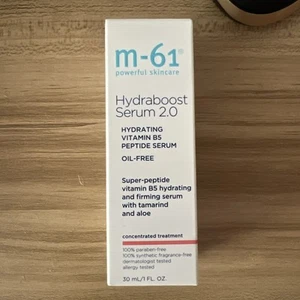 m-61®
powerful skincare
Hydraboost
Serum 2.0
HYDRATING
VITAMIN B5
PEPTIDE SERUM
OIL-FREE
Super-peptide
vitamin B5 hydrating
and firming serum
with tamarind
and aloe
concentrated treatment
100% paraben-free
100% synthetic fragrance-free
dermatologist tested
allergy tested
30 mL/1 FL. OZ.